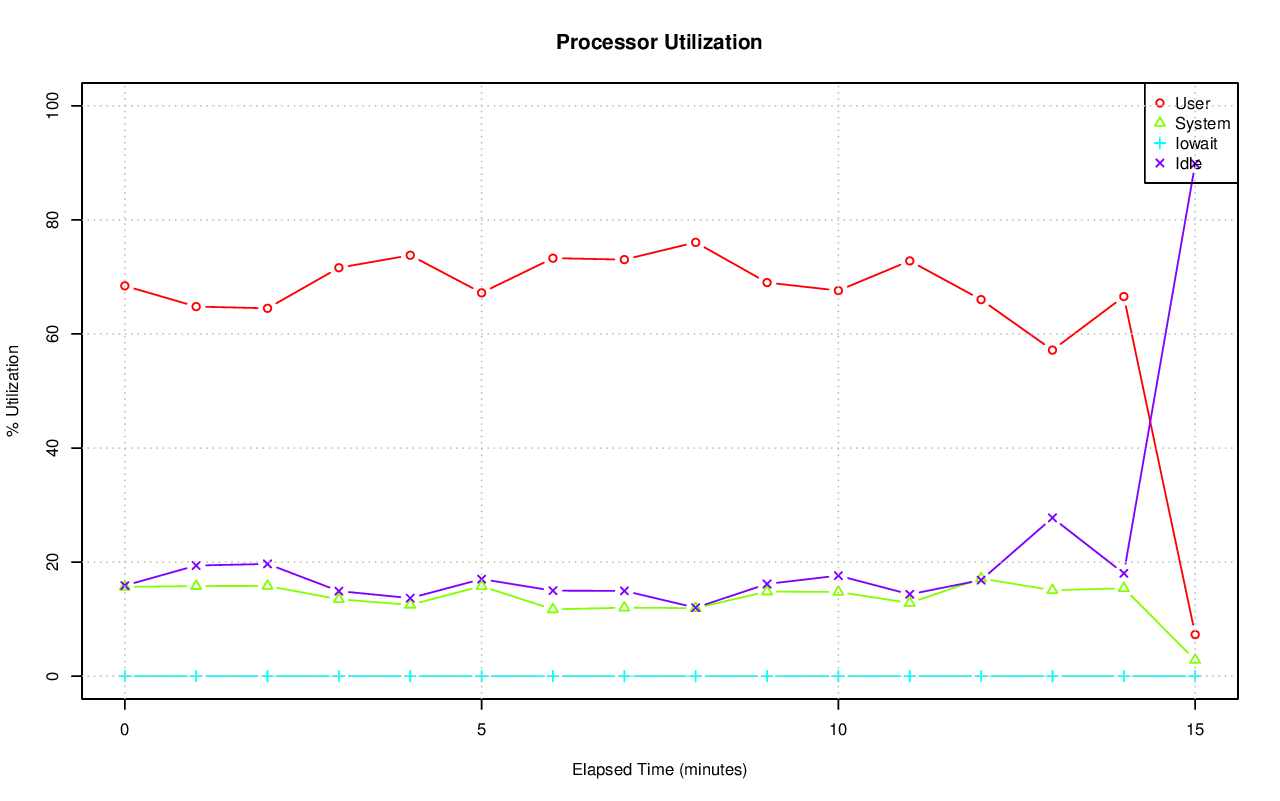 Processor Utilization
% Utilization
100
80
60
40
20
0
User
System
Iowait
Idle
0 5 10 15
Elapsed Time (minutes)